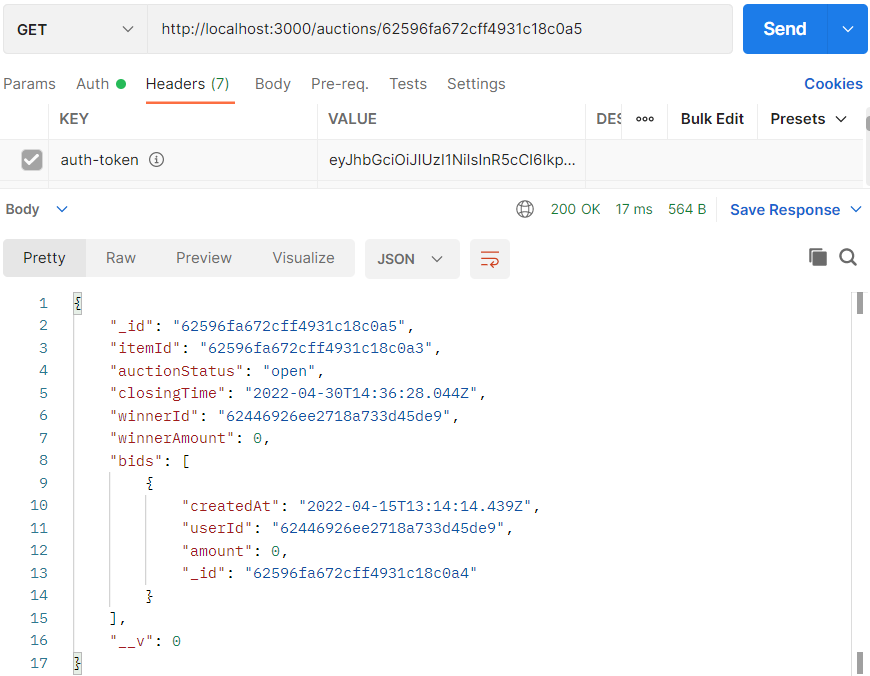 GET http://localhost:3000/auctions/62596fa672cff4931c18c0a5 Send
Params Auth Headers (7) Body Pre-req. Tests Settings Cookies
KEY VALUE DES Bulk Edit Presets
auth-token eyJhbGciOiJIUzI1NiIsInR5cCI6Ikp...
Body 200 OK 17 ms 564 B Save Response
Pretty Raw Preview Visualize JSON
1 {
2 "_id": "62596fa672cff4931c18c0a5",
3 "itemId": "62596fa672cff4931c18c0a3",
4 "auctionStatus": "open",
5 "closingTime": "2022-04-30T14:36:28.044Z",
6 "winnerId": "62446926ee2718a733d45de9",
7 "winnerAmount": 0,
8 "bids": [
9 {
10 "createdAt": "2022-04-15T13:14:14.439Z",
11 "userId": "62446926ee2718a733d45de9",
12 "amount": 0,
13 "_id": "62596fa672cff4931c18c0a4"
14 }
15 ],
16 "__v": 0
17 }